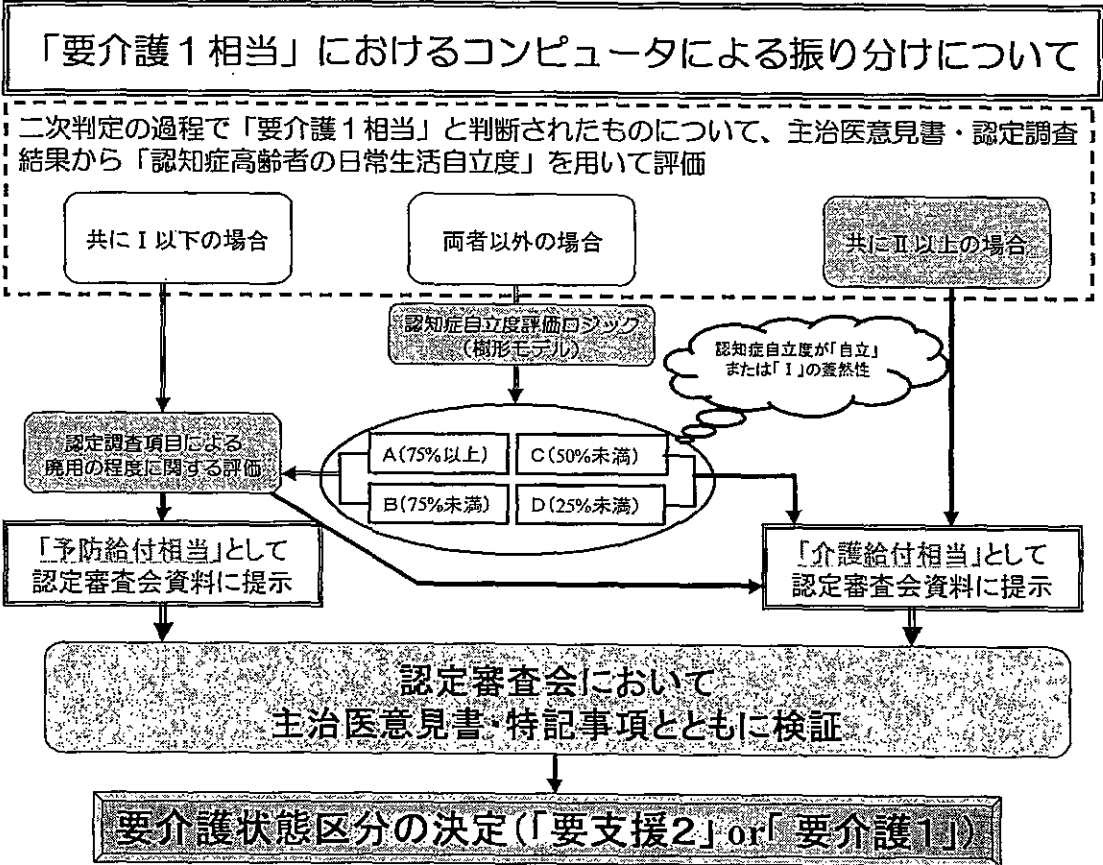 「要介護１相当」におけるコンピュータによる振り分けについて
二次判定の過程で「要介護１相当」と判断されたものについて、主治医意見書・認定調査
結果から「認知症高齢者の日常生活自立度」を用いて評価
共にⅠ以下の場合
両者以外の場合
共にⅡ以上の場合
認知症自立度評価ロジック
（樹形モデル）
認知症自立度が「自立」
または「Ⅰ」の蓋然性
認定調査項目による
廃用の程度に関する評価
A（75%以上）
C（50%未満）
B（75%未満）
D（25%未満）
「予防給付相当」として
認定審査会資料に提示
「介護給付相当」として
認定審査会資料に提示
認定審査会において
主治医意見書・特記事項とともに検証
要介護状態区分の決定（「要支援２」or「要介護１」）